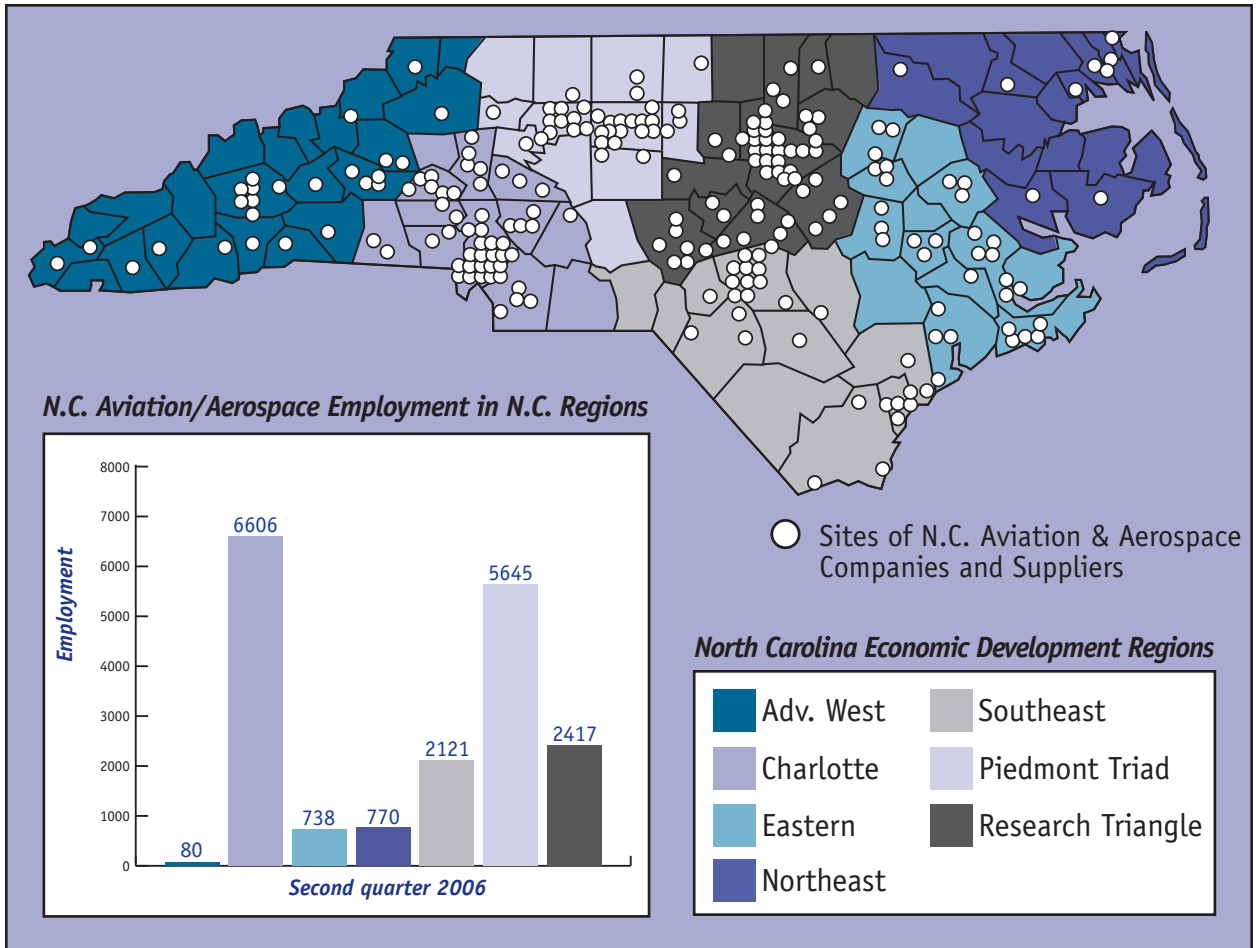 N.C. Aviation/Aerospace Employment in N.C. Regions
8000
7000
6000
5000
4000
3000
2000
1000
0
Employment
80
6606
738
770
2121
5645
2417
Second quarter 2006
Sites of N.C. Aviation & Aerospace
Companies and Suppliers
North Carolina Economic Development Regions
Adv. West
Charlotte
Eastern
Northeast
Southeast
Piedmont Triad
Research Triangle